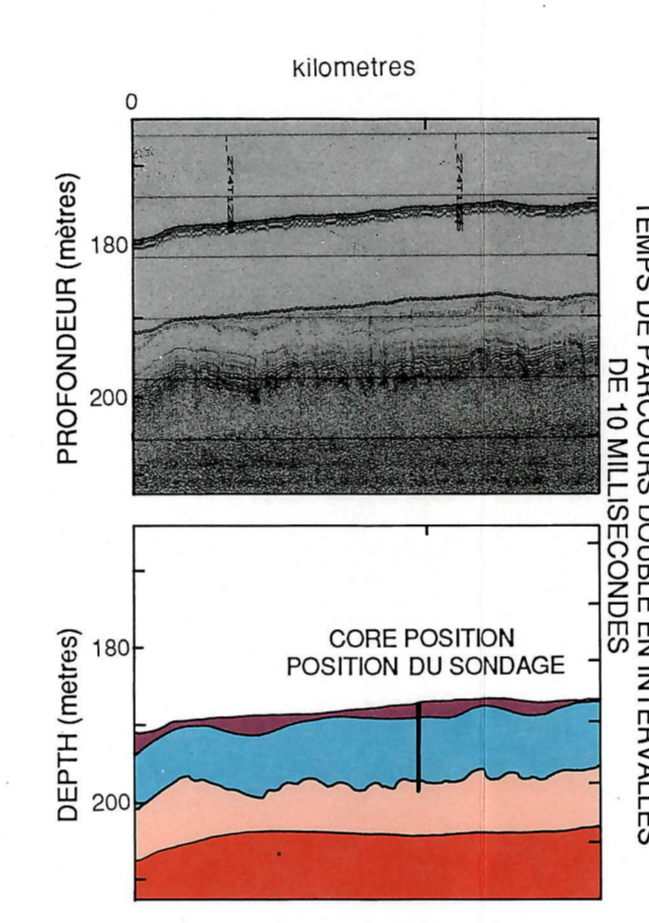 kilometres
0
PROFONDEUR (mètres)
180
200
TEMPS DE PARCOURS DOUBLE EN INTERVALLES
DE 10 MILLISECONDES
CORE POSITION
POSITION DU SONDAGE
DEPTH (metres)
180
200